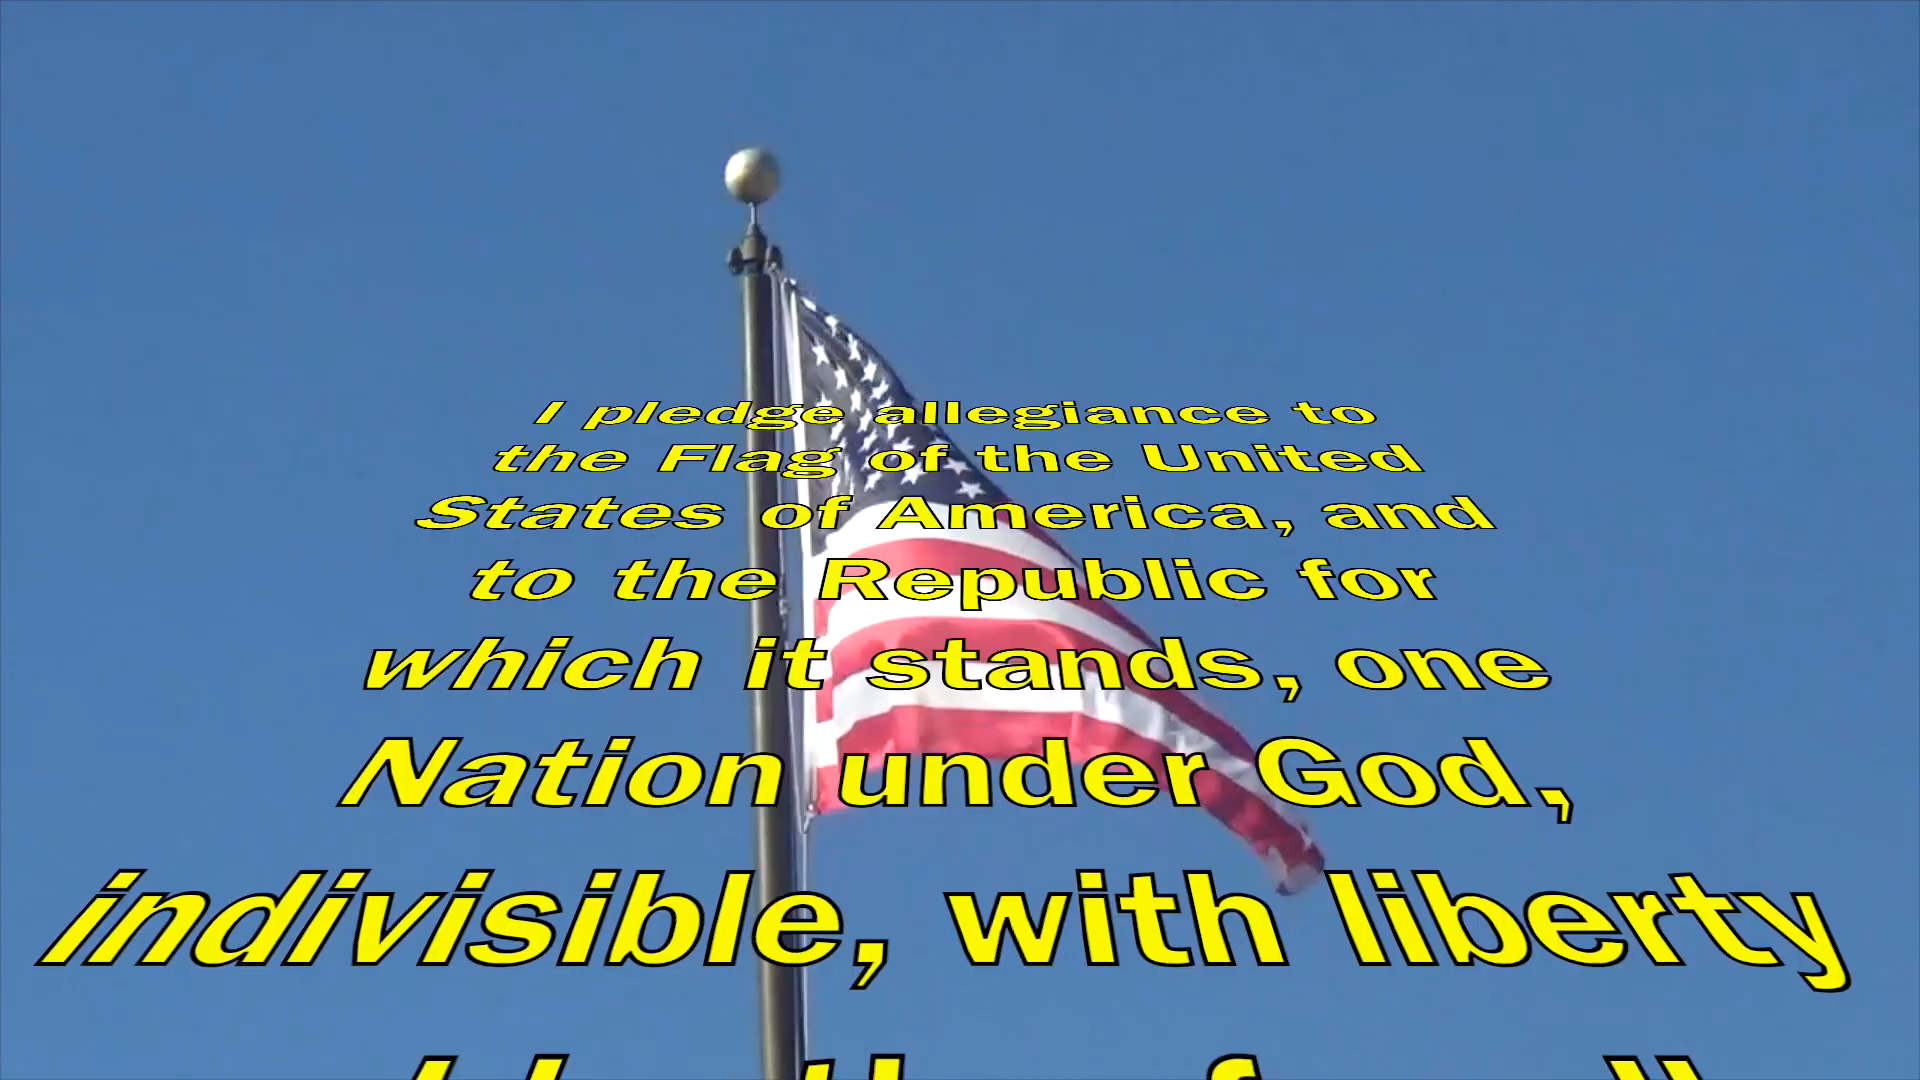 I pledge allegiance to
the Flag of the United
States of America, and
to the Republic for
which it stands, one
Nation under God,
indivisible, with liberty